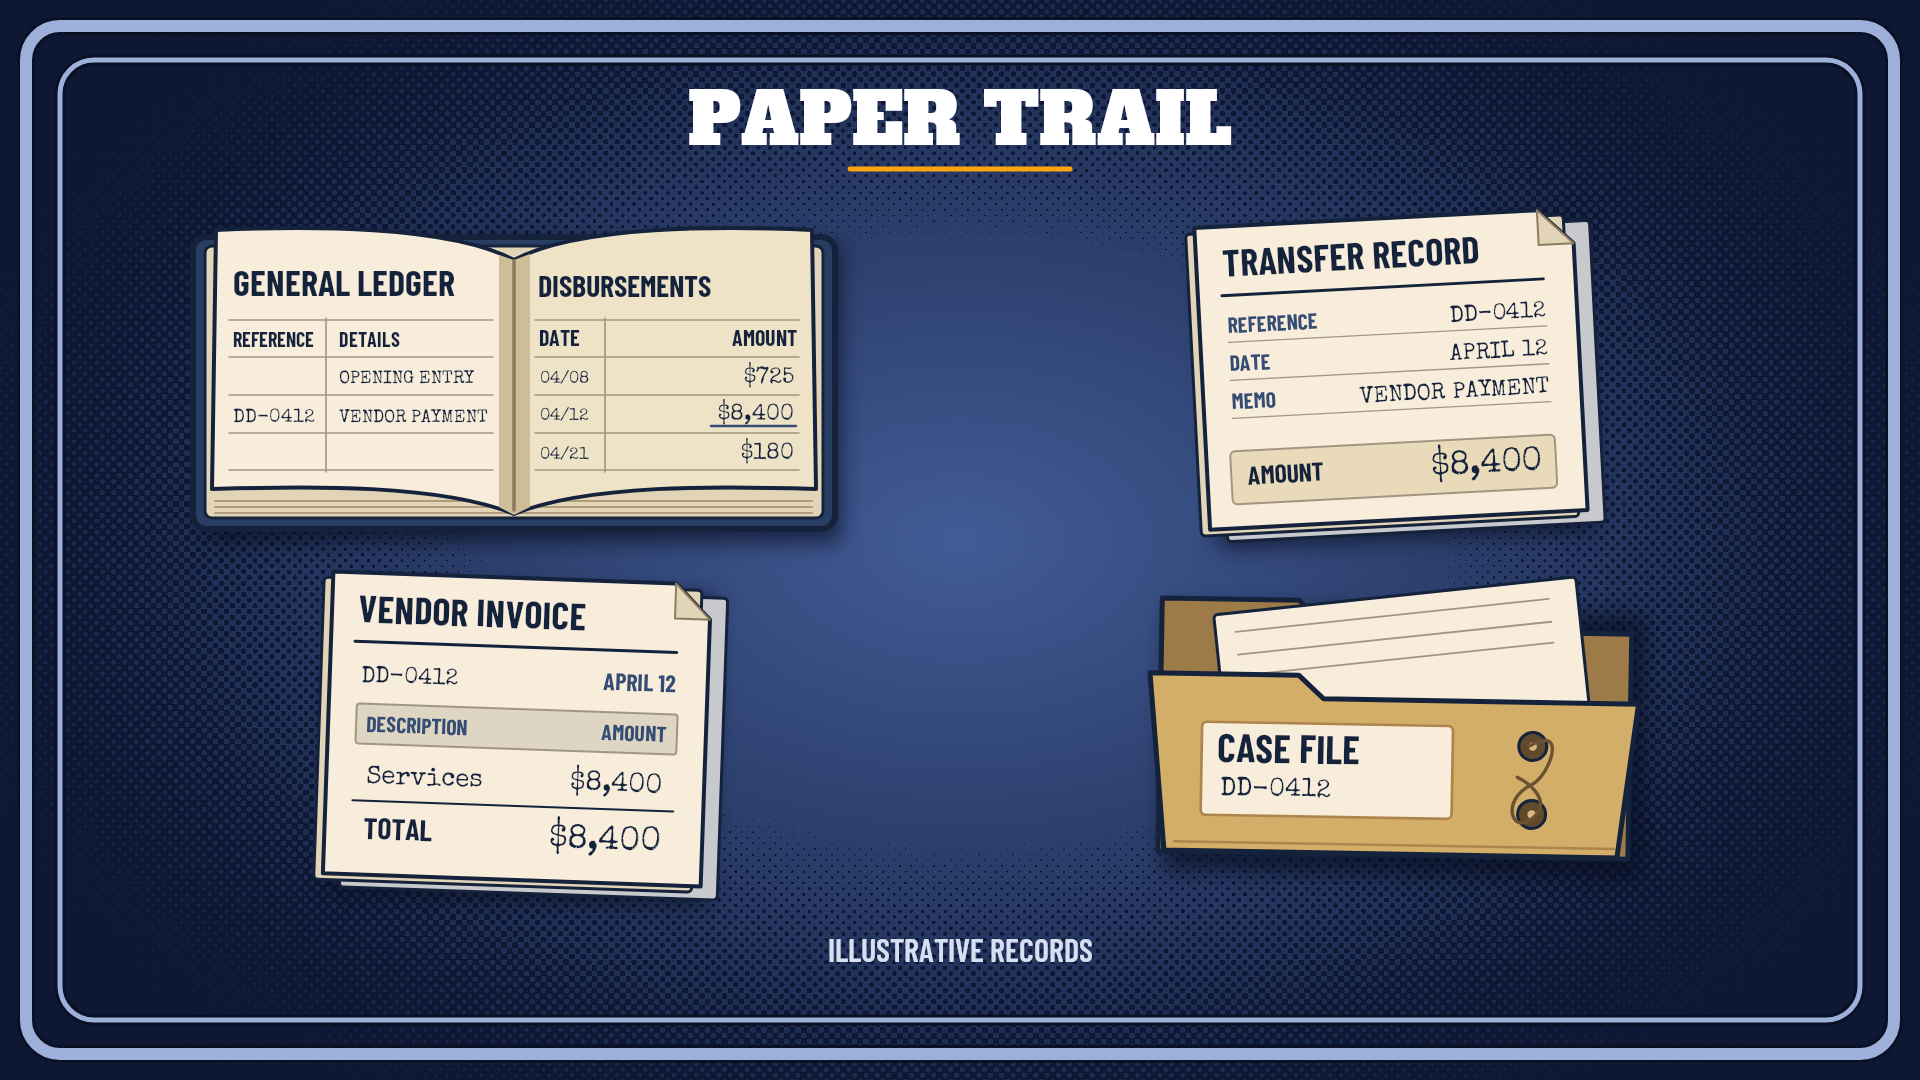 PAPER TRAIL
GENERAL LEDGER
REFERENCE DETAILS
OPENING ENTRY
DD-0412 VENDOR PAYMENT
DISBURSEMENTS
DATE AMOUNT
04/08 $725
04/12 $8,400
04/21 $180
TRANSFER RECORD
REFERENCE DD-0412
DATE APRIL 12
MEMO VENDOR PAYMENT
AMOUNT $8,400
VENDOR INVOICE
DD-0412 APRIL 12
DESCRIPTION AMOUNT
Services $8,400
TOTAL $8,400
CASE FILE
DD-0412
ILLUSTRATIVE RECORDS